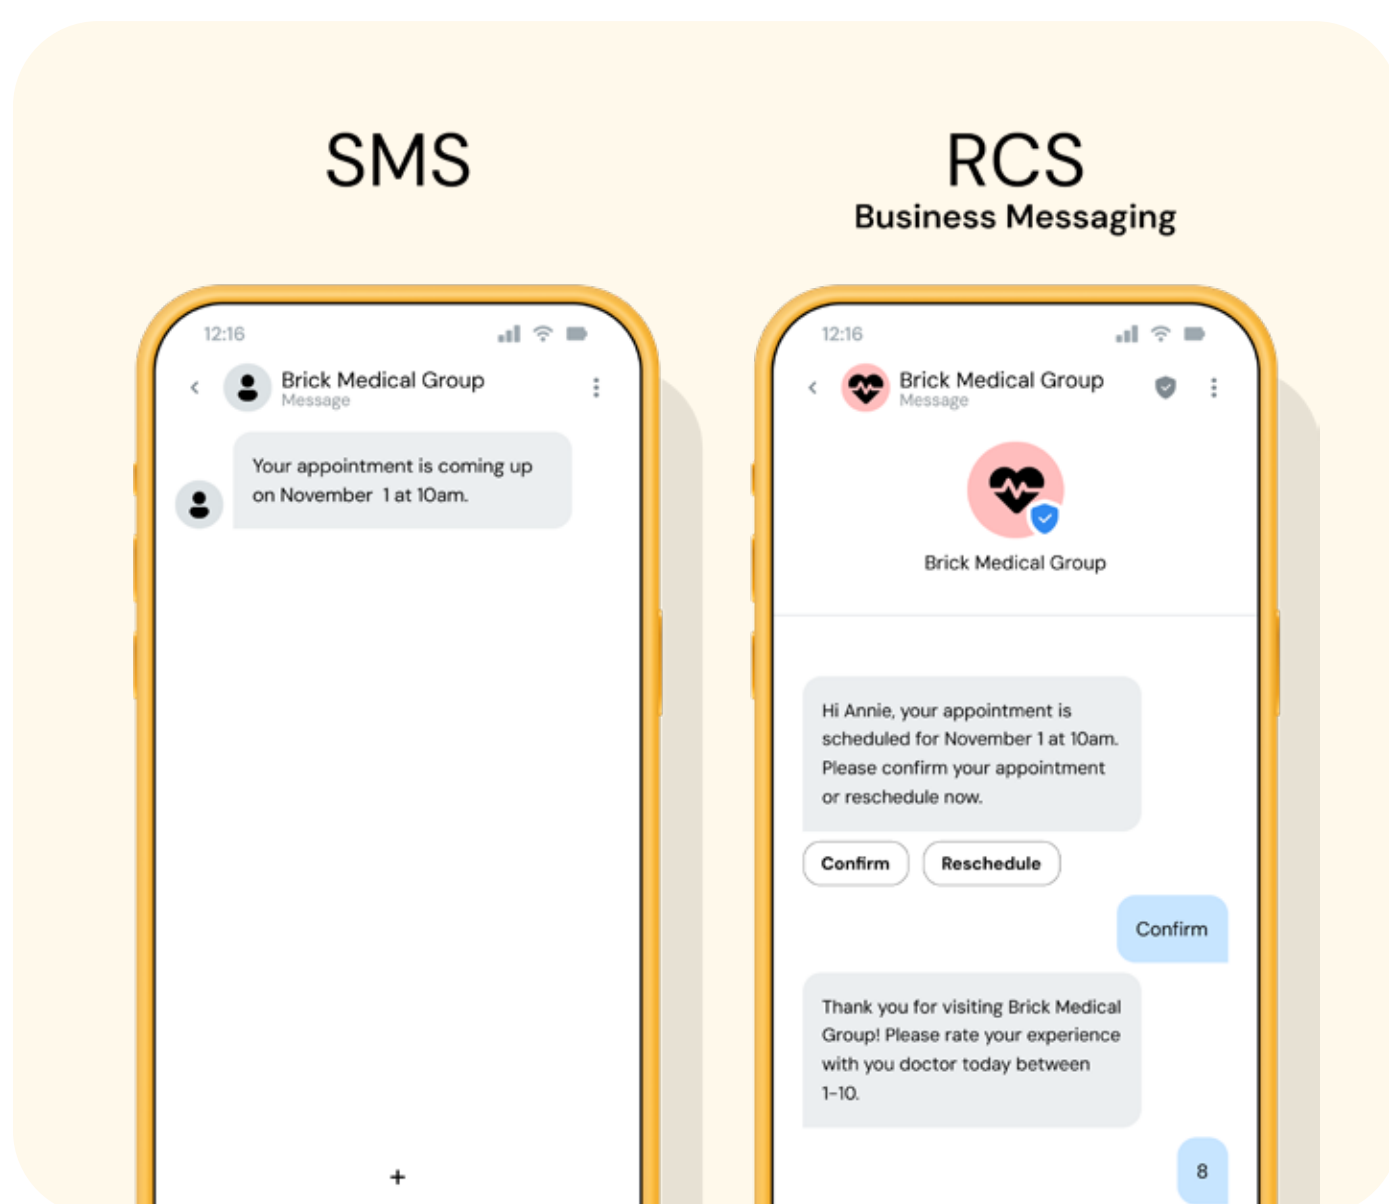 SMS
12:16
Brick Medical Group
Message
Your appointment is coming up
on November 1 at 10am.
+
RCS
Business Messaging
12:16
Brick Medical Group
Message
Brick Medical Group
Hi Annie, your appointment is
scheduled for November 1 at 10am.
Please confirm your appointment
or reschedule now.
Confirm Reschedule
Confirm
Thank you for visiting Brick Medical
Group! Please rate your experience
with you doctor today between
1-10.
8